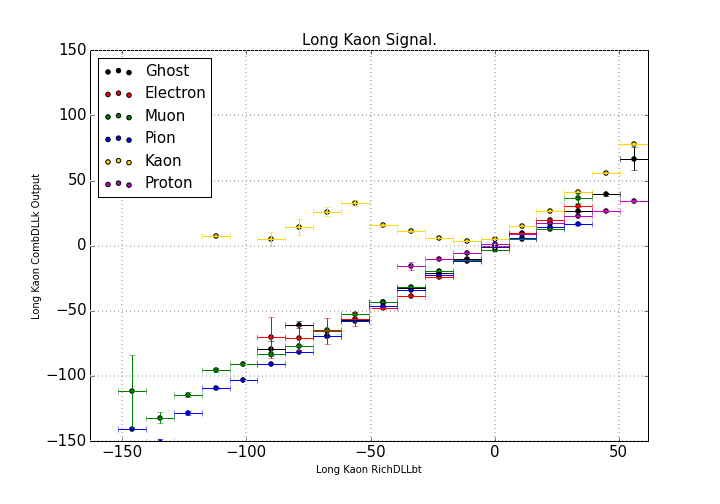 Long Kaon Signal.
150
100
50
0
−50
−100
−150
Long Kaon CombDLLk Output
Ghost
Electron
Muon
Pion
Kaon
Proton
−150 −100 −50 0 50
Long Kaon RichDLLbt